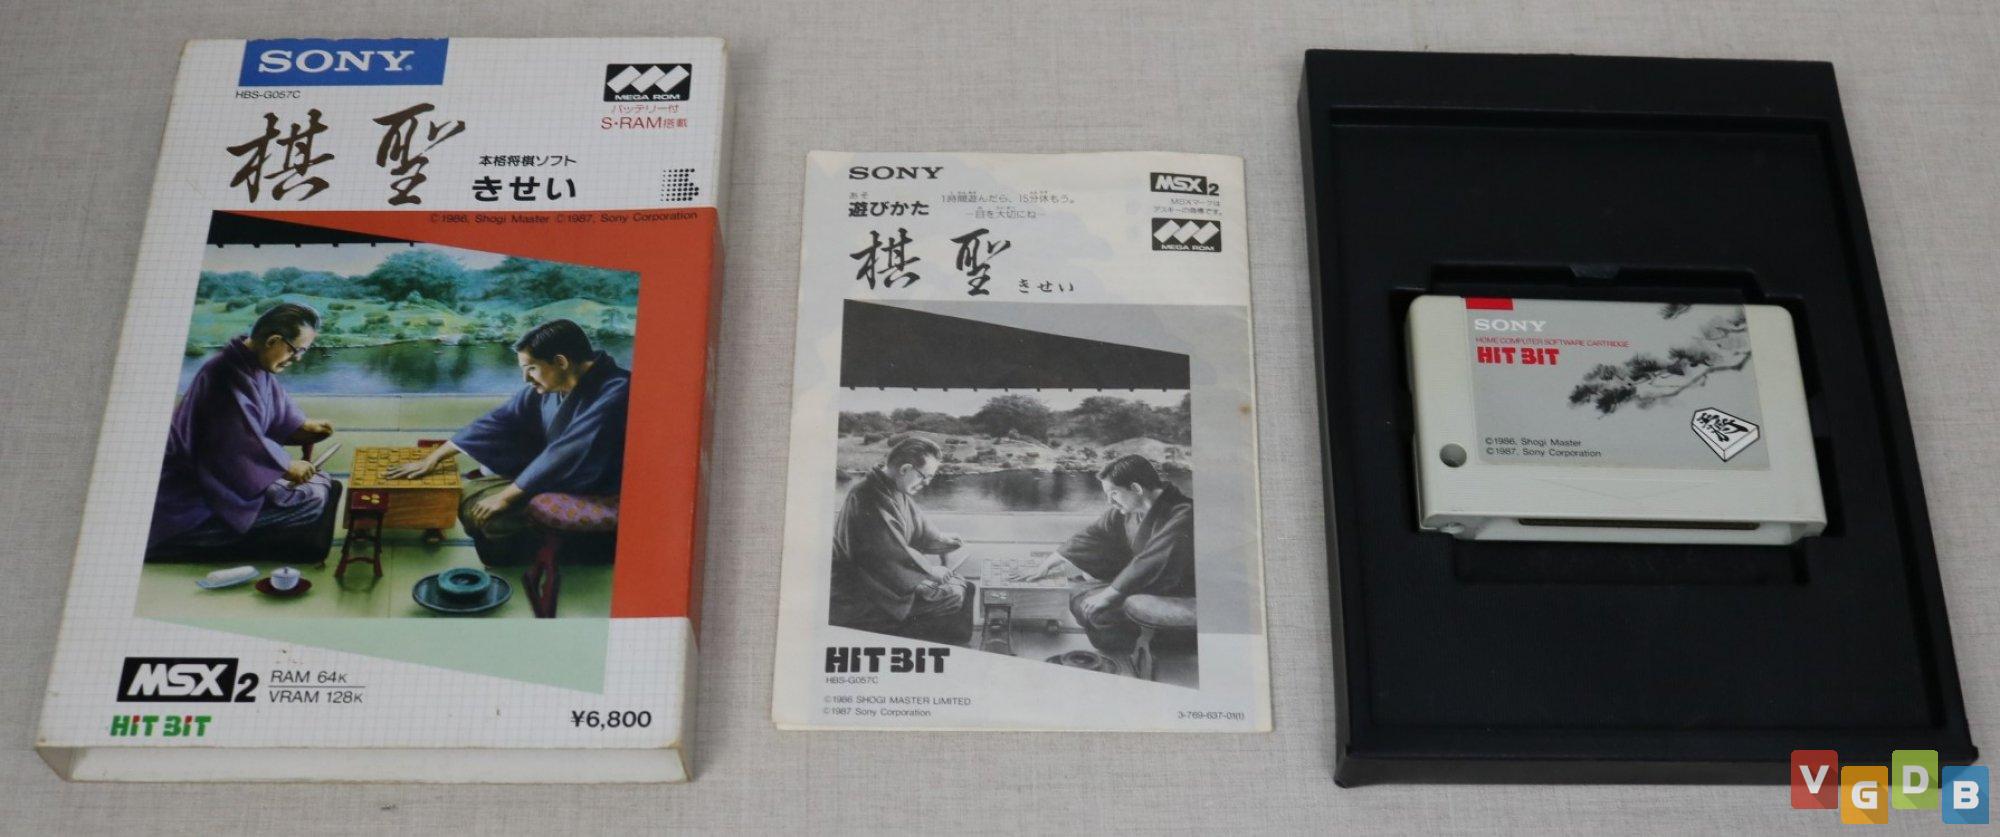 SONY
HBS-G057C
MEGA ROM
バッテリー付
S・RAM搭載
棋聖
本格将棋ソフト
きせい
©1986, Shogi Master ©1987, Sony Corporation
MSX2
RAM 64K
VRAM 128K
HIT BIT
¥6,800
SONY
MSX2
MSXマークは
アスキーの商標です。
あそ
遊びかた
1時間遊んだら、15分休もう。
—目を大切にね—
MEGA ROM
棋聖
きせい
HIT BIT
HBS-G057C
©1986 SHOGI MASTER LIMITED
©1987 Sony Corporation
3-769-637-01(1)
SONY
HOME COMPUTER SOFTWARE CARTRIDGE
HIT BIT
©1986, Shogi Master
©1987, Sony Corporation
VGDB